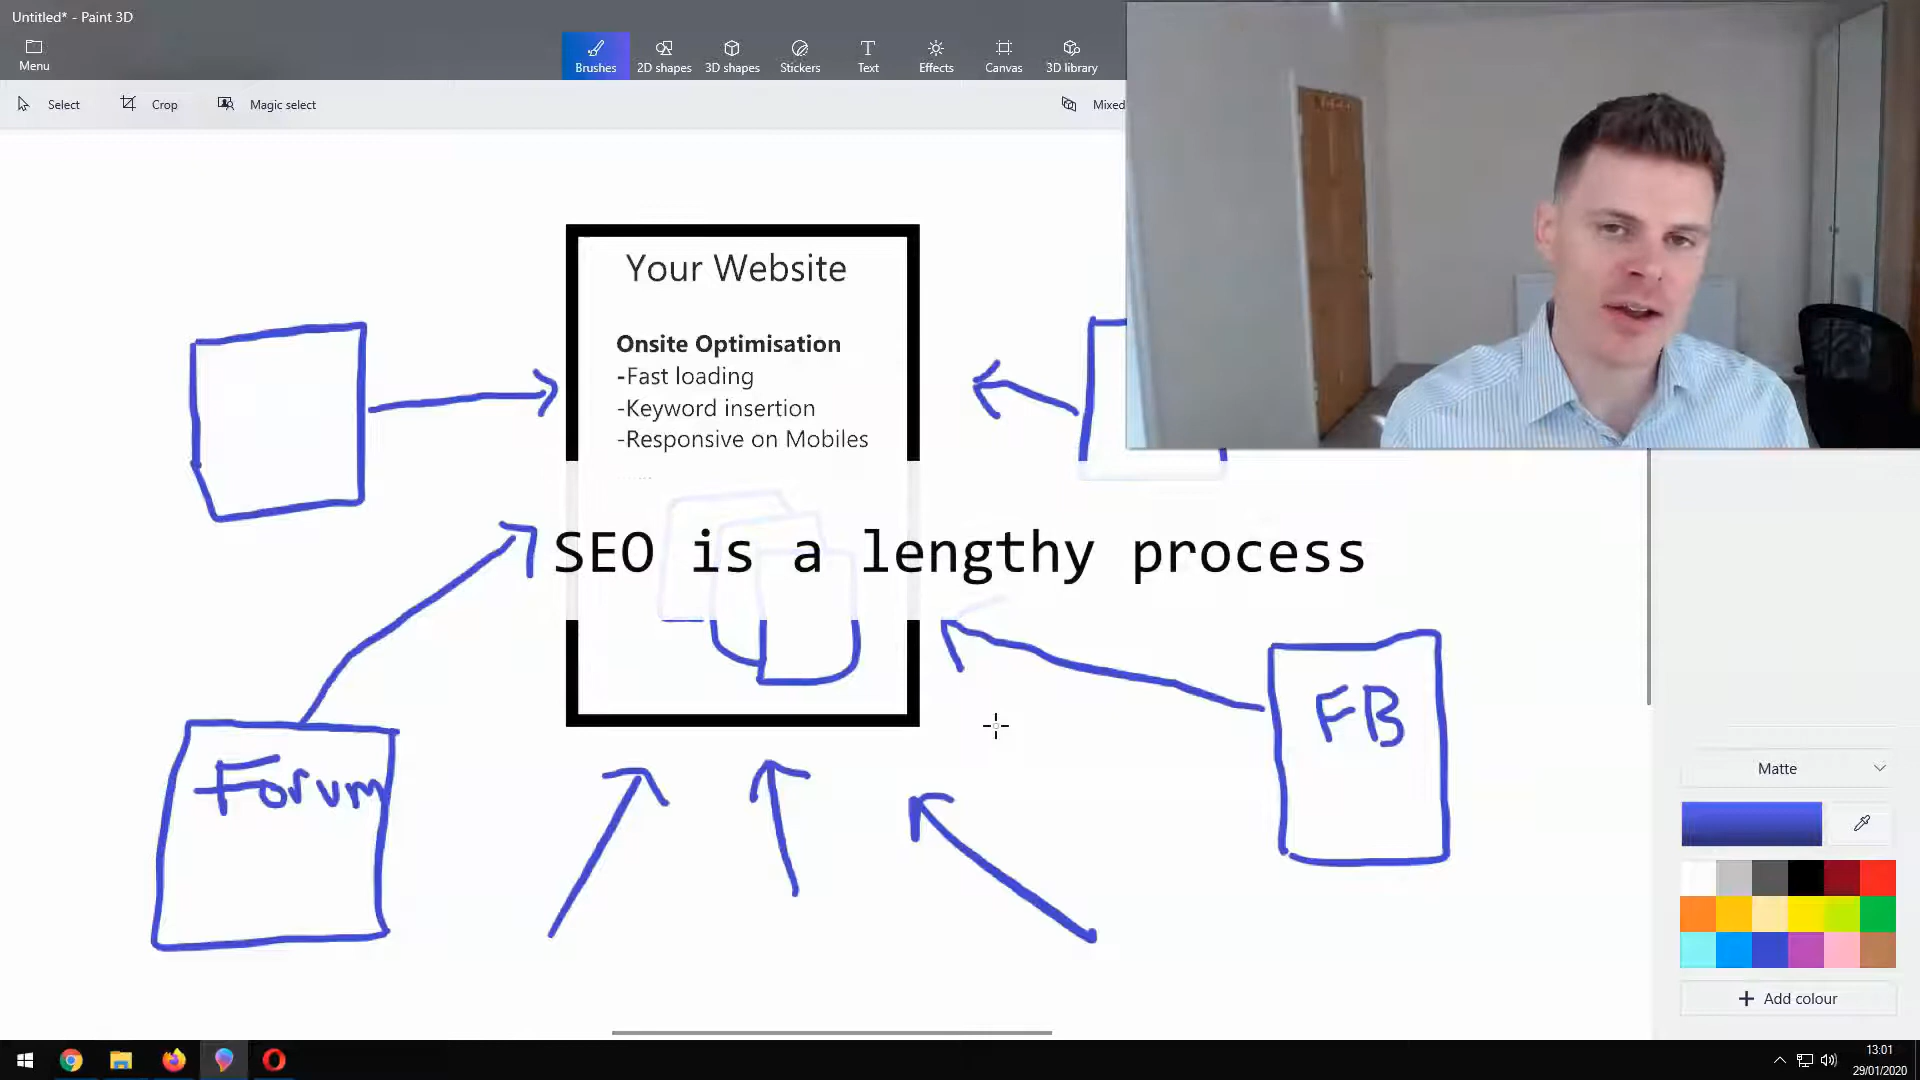 Untitled* - Paint 3D
Menu
Brushes
2D shapes
3D shapes
Stickers
Text
Effects
Canvas
3D library
Select
Crop
Magic select
Mixed
Your Website
Onsite Optimisation
-Fast loading
-Keyword insertion
-Responsive on Mobiles
......
SEO is a lengthy process
FB
Forum
Matte
Add colour
13:01
29/01/2020